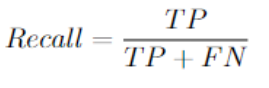 Recall = TP / TP + FN